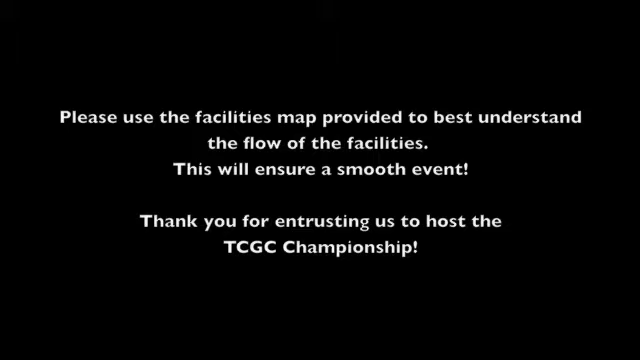 Please use the facilities map provided to best understand
the flow of the facilities.
This will ensure a smooth event!
Thank you for entrusting us to host the
TCGC Championship!